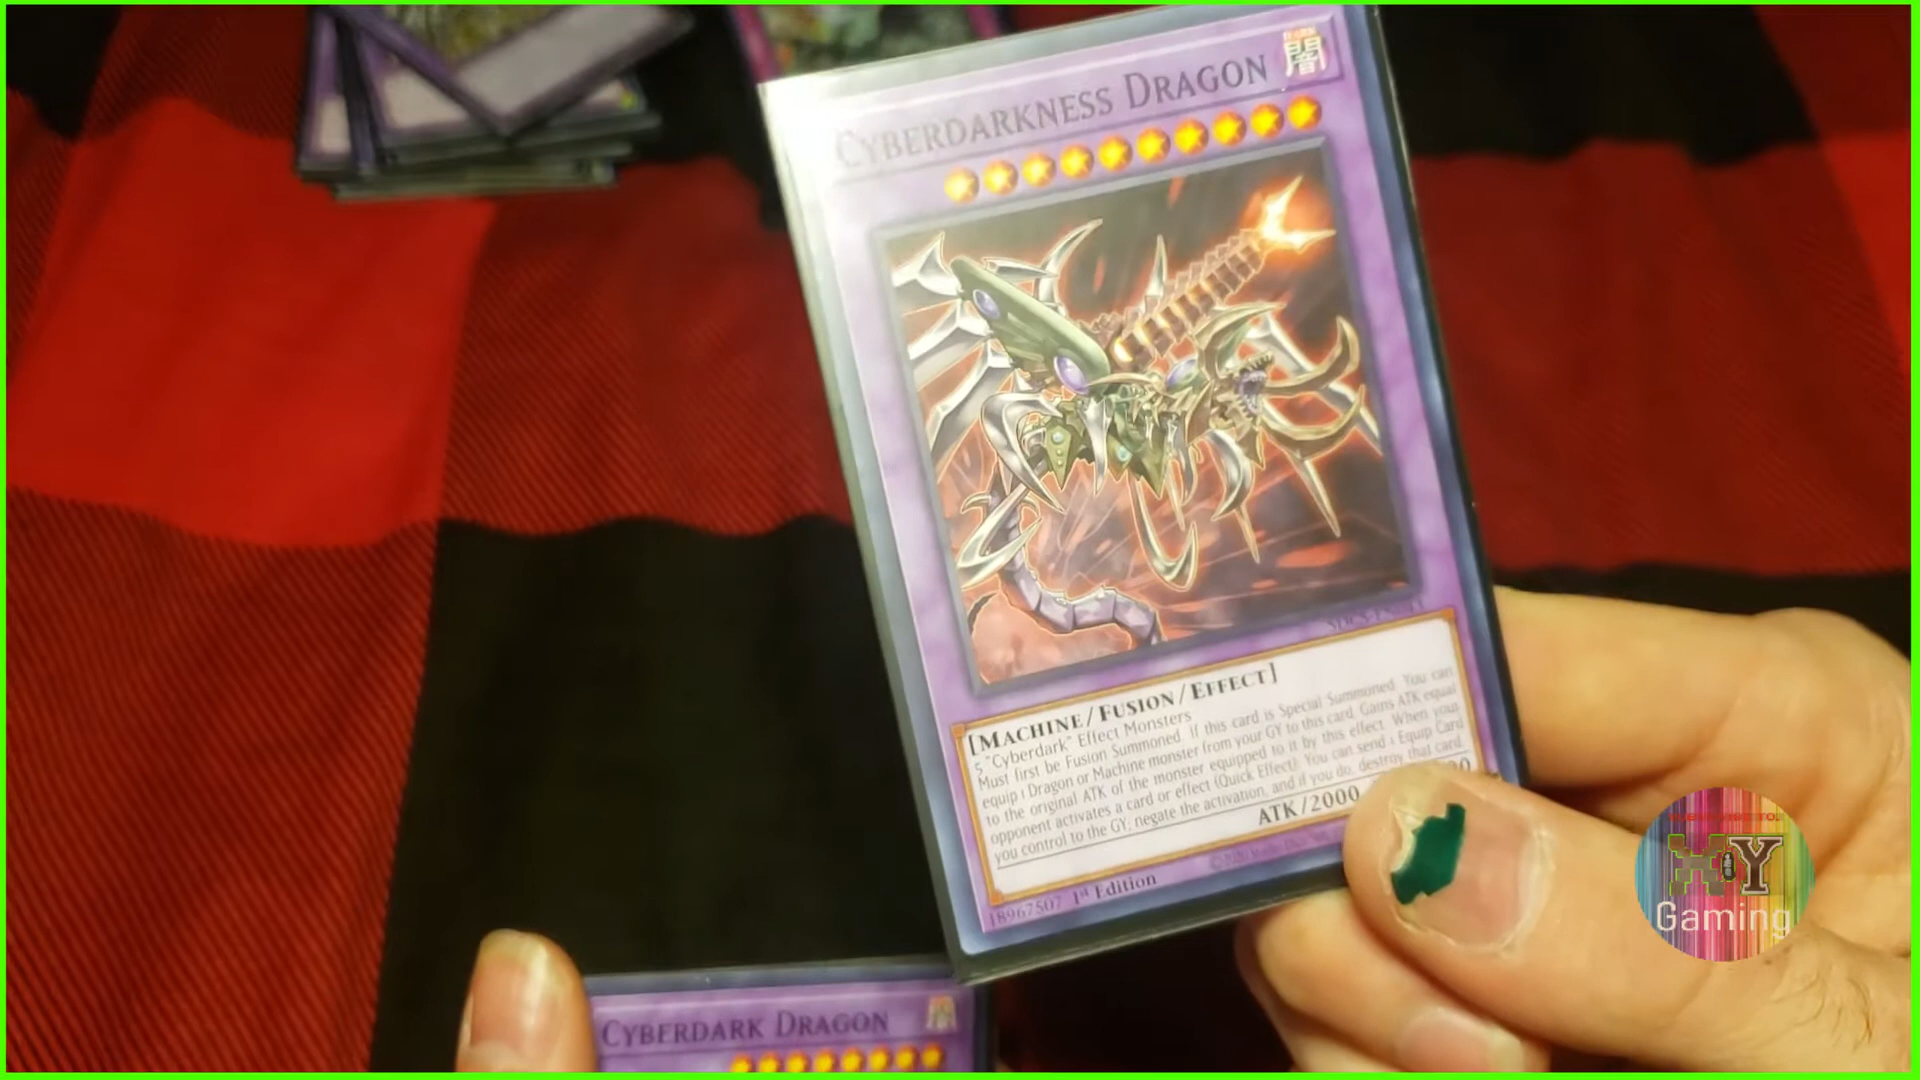 CYBERDARKNESS DRAGON
闇
[MACHINE/FUSION/EFFECT]
5 "Cyberdark" Effect Monsters
Must first be Fusion Summoned. If this card is Special Summoned: You can
equip 1 Dragon or Machine monster from your GY to this card. Gains ATK equal
to the original ATK of the monster equipped to it by this effect. When your
opponent activates a card or effect (Quick Effect): You can send 1 Equip Card
you control to the GY; negate the activation, and if you do, destroy that card.
ATK/2000
18967507 1st Edition
CYBERDARK DRAGON
Gaming